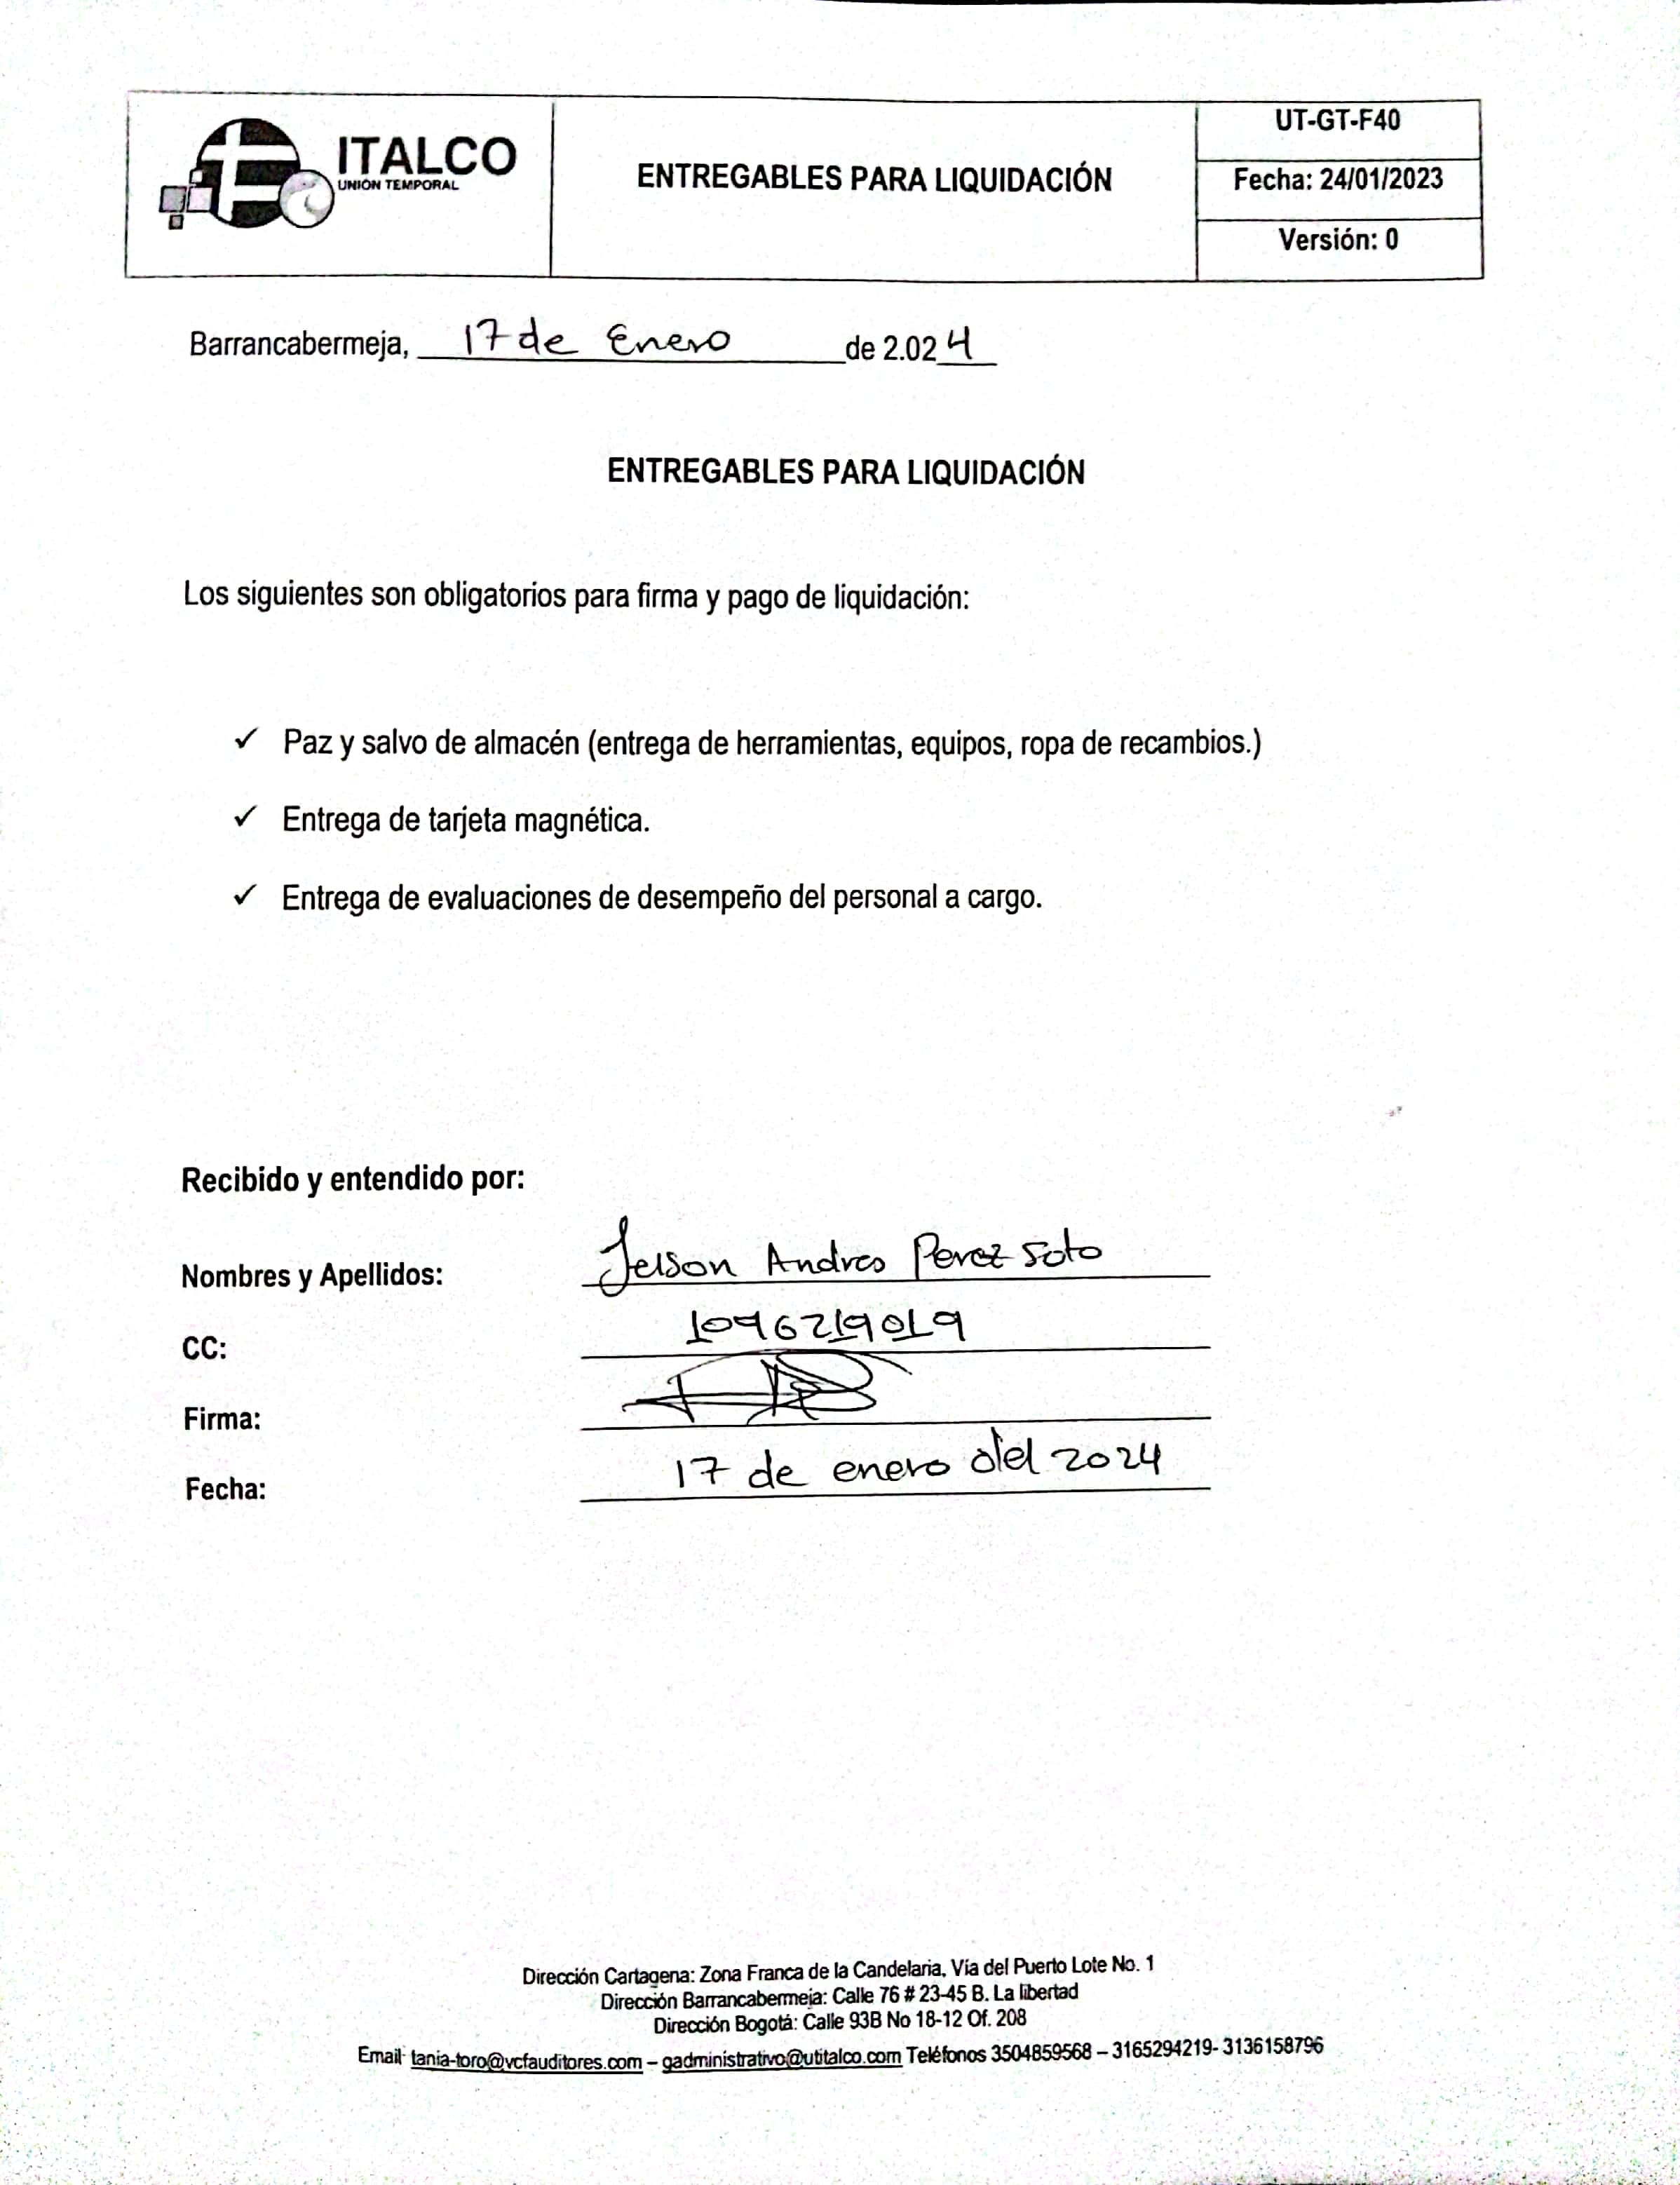 ITALCO
UNIÓN TEMPORAL
ENTREGABLES PARA LIQUIDACIÓN
UT-GT-F40
Fecha: 24/01/2023
Versión: 0
Barrancabermeja, 17 de Enero de 2.024
ENTREGABLES PARA LIQUIDACIÓN
Los siguientes son obligatorios para firma y pago de liquidación:
✓ Paz y salvo de almacén (entrega de herramientas, equipos, ropa de recambios.)
✓ Entrega de tarjeta magnética.
✓ Entrega de evaluaciones de desempeño del personal a cargo.
Recibido y entendido por:
Nombres y Apellidos: Jeison Andres Perez Soto
CC: 1096219019
Firma:
Fecha: 17 de enero del 2024
Dirección Cartagena: Zona Franca de la Candelaria, Vía del Puerto Lote No. 1
Dirección Barrancabermeja: Calle 76 # 23-45 B. La libertad
Dirección Bogotá: Calle 93B No 18-12 Of. 208
Email: tania-toro@vcfauditores.com – gadministrativo@utitalco.com Teléfonos 3504859568 – 3165294219- 3136158796